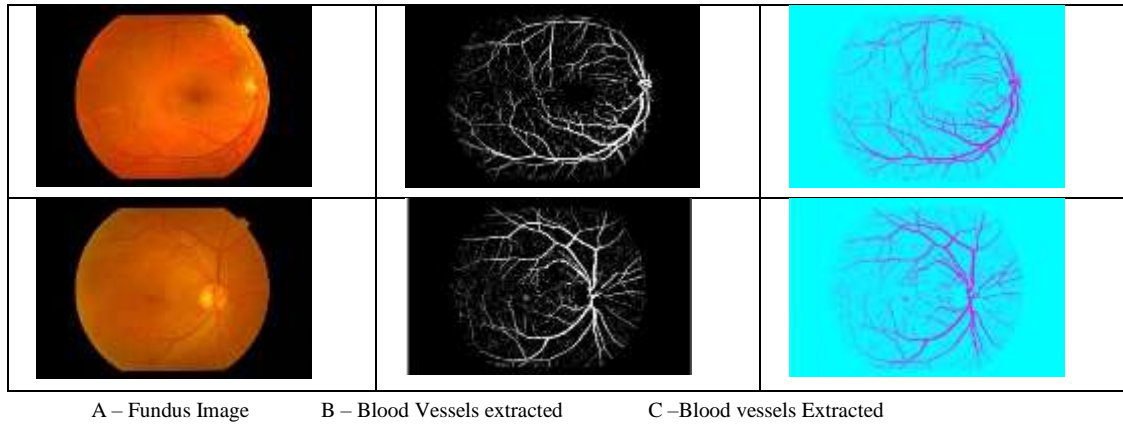 A – Fundus Image B – Blood Vessels extracted C –Blood vessels Extracted